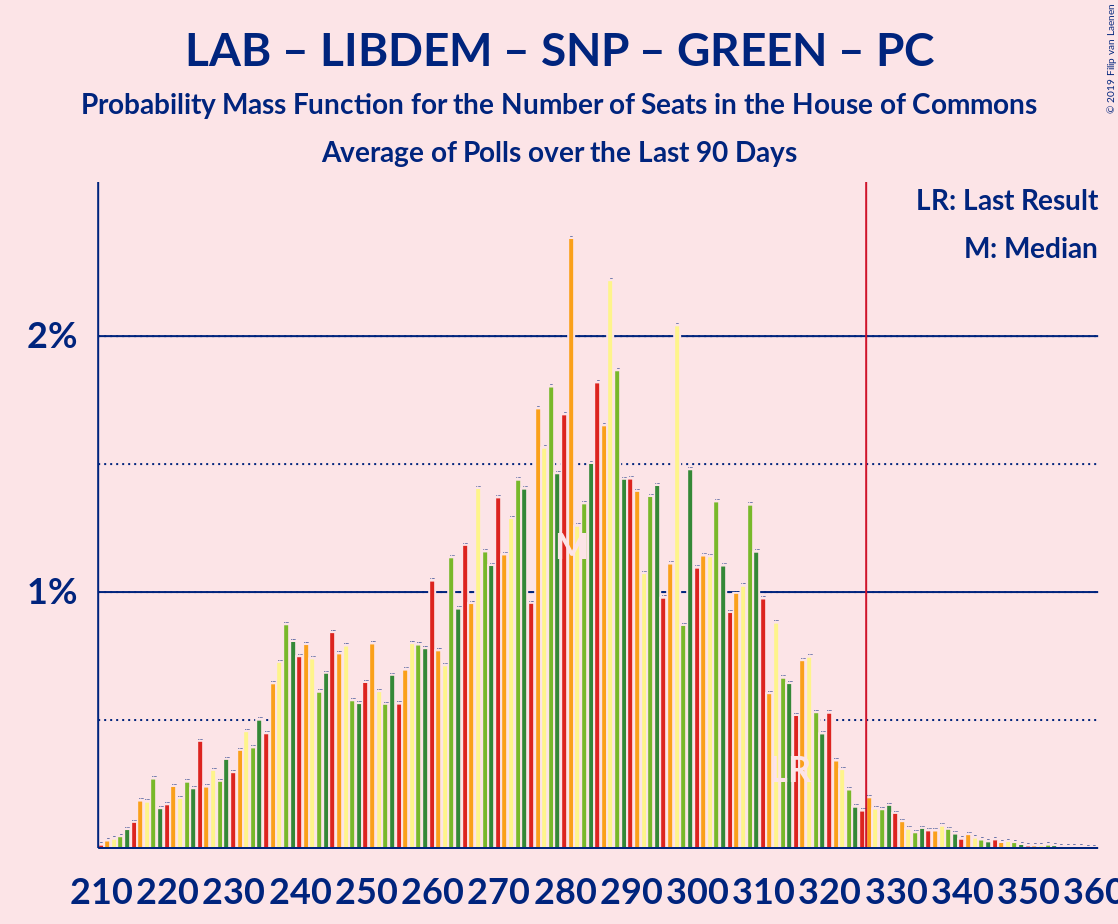 LAB – LIBDEM – SNP – GREEN – PC
Probability Mass Function for the Number of Seats in the House of Commons
Average of Polls over the Last 90 Days
© 2019 Filip van Laenen
LR: Last Result
M: Median
2%
1%
M
LR
210 220 230 240 250 260 270 280 290 300 310 320 330 340 350 360